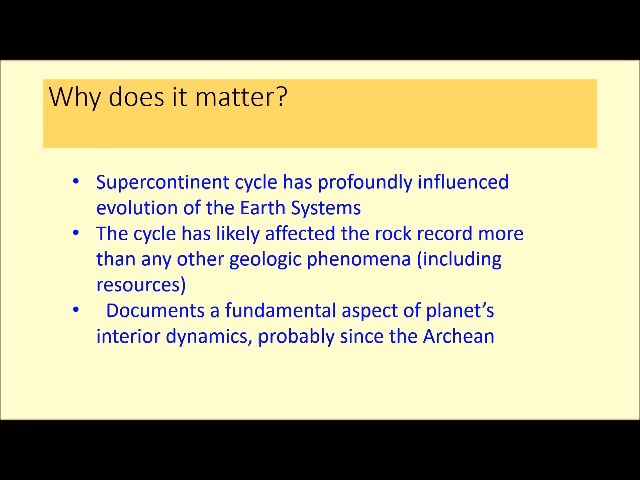 Why does it matter?
• Supercontinent cycle has profoundly influenced
evolution of the Earth Systems
• The cycle has likely affected the rock record more
than any other geologic phenomena (including
resources)
• Documents a fundamental aspect of planet’s
interior dynamics, probably since the Archean